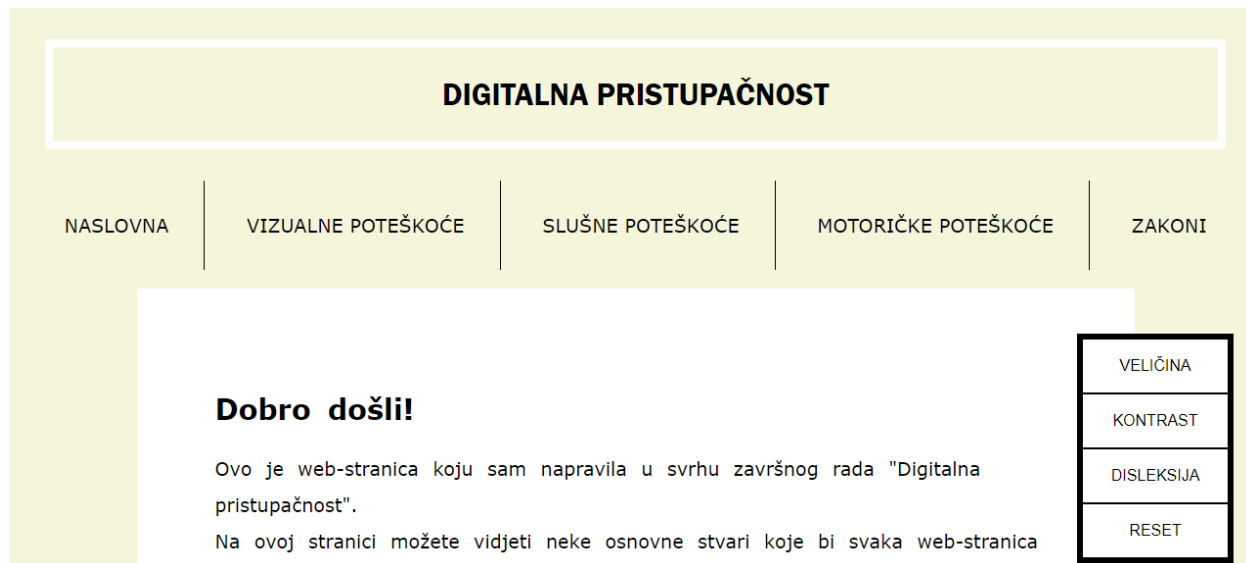 DIGITALNA PRISTUPAČNOST
NASLOVNA VIZUALNE POTEŠKOĆE SLUŠNE POTEŠKOĆE MOTORIČKE POTEŠKOĆE ZAKONI
Dobro došli!
Ovo je web-stranica koju sam napravila u svrhu završnog rada "Digitalna
pristupačnost".
Na ovoj stranici možete vidjeti neke osnovne stvari koje bi svaka web-stranica
VELIČINA
KONTRAST
DISLEKSIJA
RESET